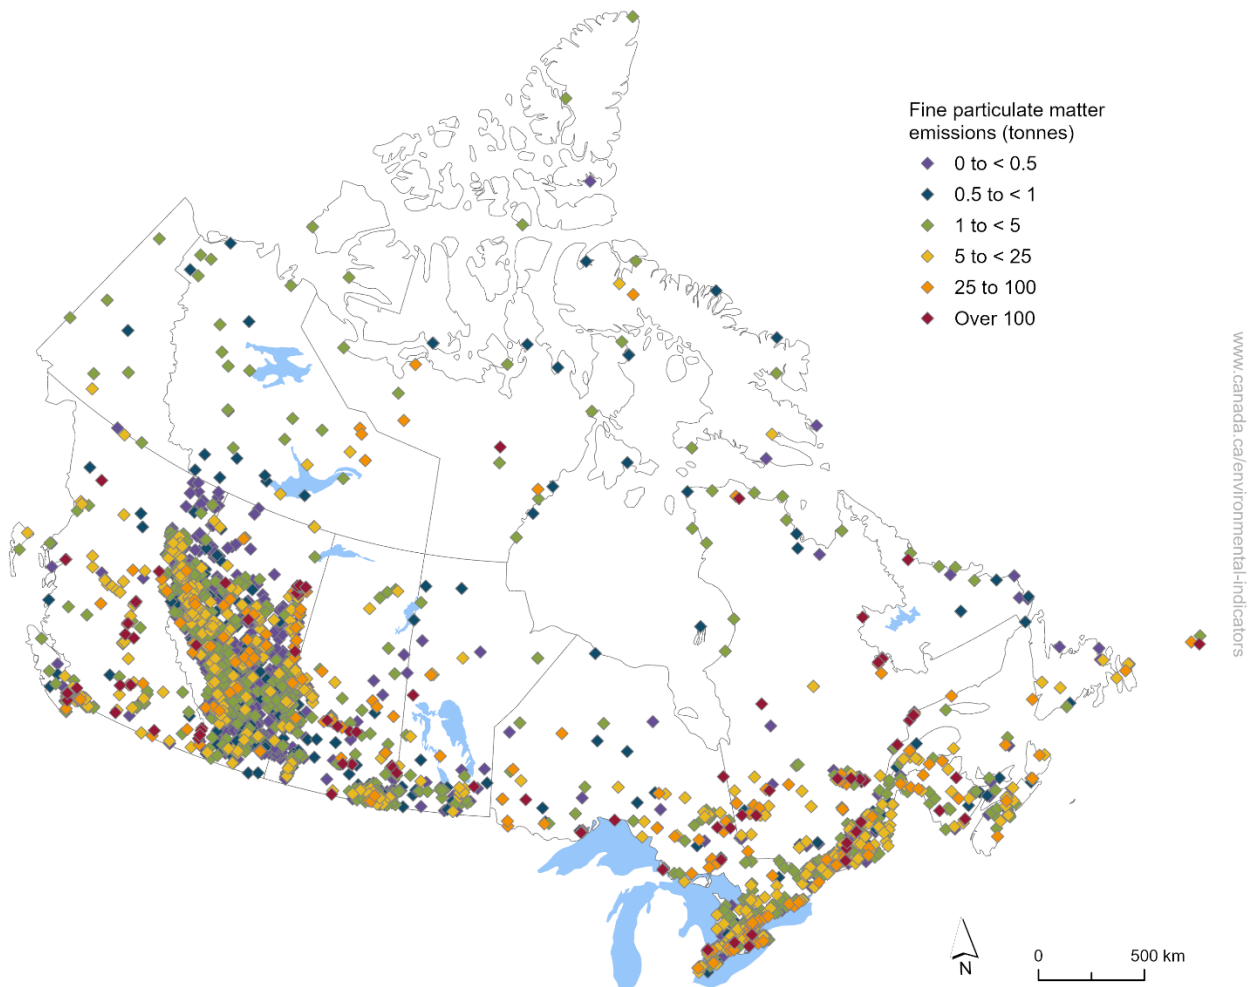 Fine particulate matter
emissions (tonnes)
0 to < 0.5
0.5 to < 1
1 to < 5
5 to < 25
25 to 100
Over 100
www.canada.ca/environmental-indicators
N
0 500 km